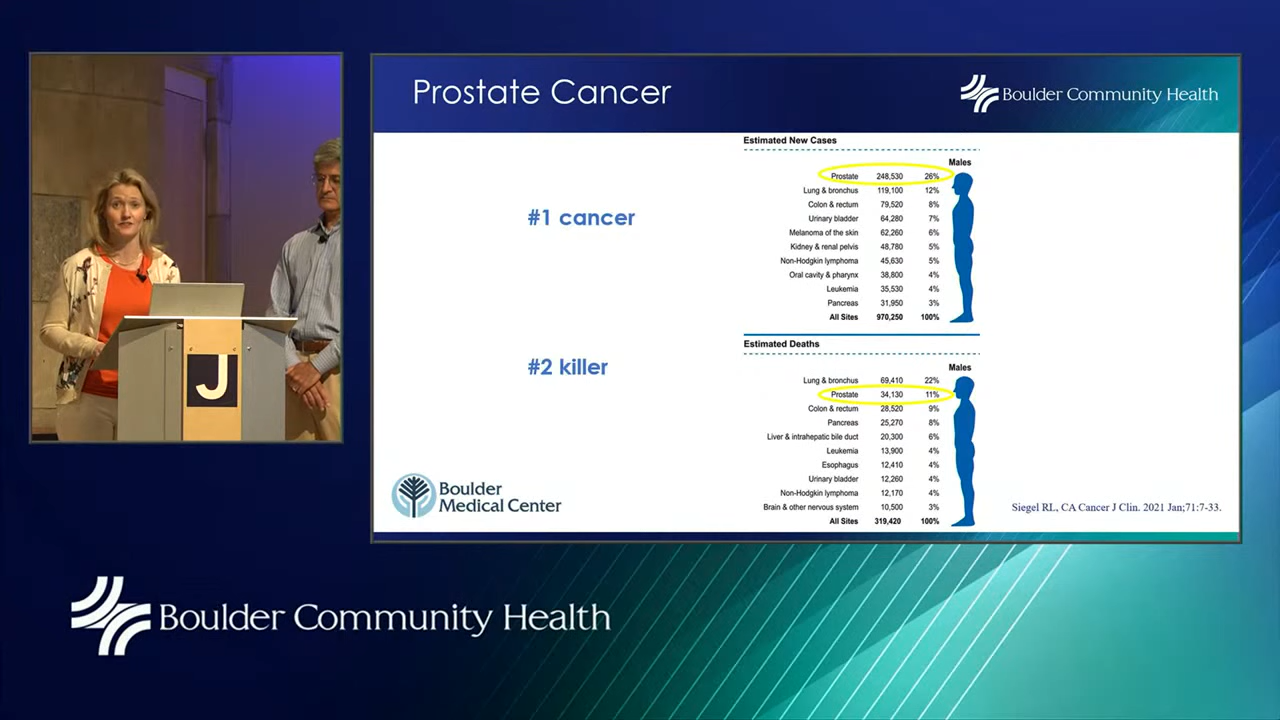 Prostate Cancer
Boulder Community Health
#1 cancer
#2 killer
Estimated New Cases
Males
Prostate 248,530 26%
Lung & bronchus 119,100 12%
Colon & rectum 79,520 8%
Urinary bladder 64,280 7%
Melanoma of the skin 62,260 6%
Kidney & renal pelvis 48,780 5%
Non-Hodgkin lymphoma 45,630 5%
Oral cavity & pharynx 38,800 4%
Leukemia 35,530 4%
Pancreas 31,950 3%
All Sites 970,250 100%
Estimated Deaths
Males
Lung & bronchus 69,410 22%
Prostate 34,130 11%
Colon & rectum 28,520 9%
Pancreas 25,270 8%
Liver & intrahepatic bile duct 20,300 6%
Leukemia 13,900 4%
Esophagus 12,410 4%
Urinary bladder 12,260 4%
Non-Hodgkin lymphoma 12,170 4%
Brain & other nervous system 10,500 3%
All Sites 319,420 100%
Boulder
Medical Center
Siegel RL, CA Cancer J Clin. 2021 Jan;71:7-33.
J
Boulder Community Health